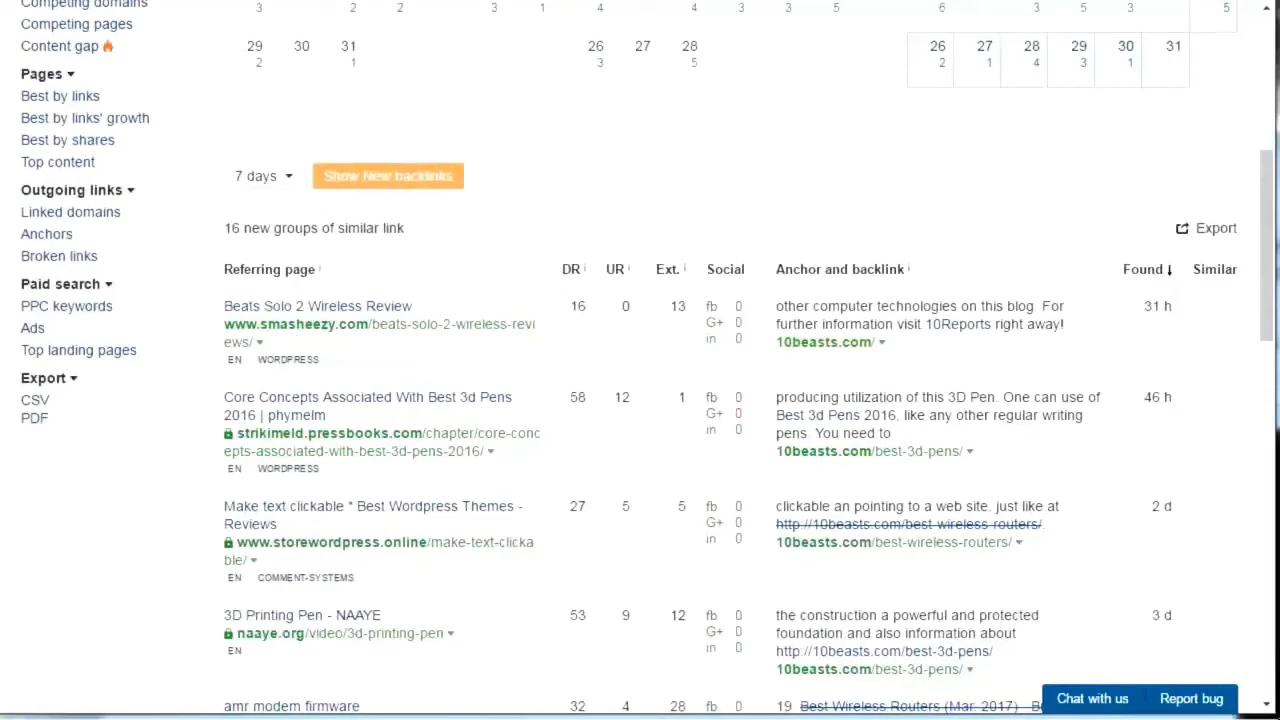 Competing domains
Competing pages
Content gap
Pages
Best by links
Best by links' growth
Best by shares
Top content
Outgoing links
Linked domains
Anchors
Broken links
Paid search
PPC keywords
Ads
Top landing pages
Export
CSV
PDF
3 2 2 3 1 4 4 3 3 5 6 3 5 3 5
29 30 31 26 27 28 26 27 28 29 30 31
2 1 3 5 2 1 4 3 1
7 days Show New backlinks
16 new groups of similar link Export
Referring page DR UR Ext. Social Anchor and backlink Found Similar
Beats Solo 2 Wireless Review 16 0 13 fb 0 other computer technologies on this blog For 31 h
www.smasheezy.com/beats-solo-2-wireless-revi G+ 0 further information visit 10Reports right away!
ews/ in 0 10beasts.com/
EN WORDPRESS
Core Concepts Associated With Best 3d Pens 58 12 1 fb 0 producing utilization of this 3D Pen. One can use of 46 h
2016 | phymelm G+ 0 Best 3d Pens 2016, like any other regular writing
strikimeld.pressbooks.com/chapter/core-conc in 0 pens. You need to
epts-associated-with-best-3d-pens-2016/ 10beasts.com/best-3d-pens/
EN WORDPRESS
Make text clickable * Best Wordpress Themes - 27 5 5 fb 0 clickable an pointing to a web site. just like at 2 d
Reviews G+ 0 http://10beasts.com/best-wireless-routers/.
www.storewordpress.online/make-text-clicka in 0 10beasts.com/best-wireless-routers/
ble/
EN COMMENT-SYSTEMS
3D Printing Pen - NAAYE 53 9 12 fb 0 the construction a powerful and protected 3 d
naaye.org/video/3d-printing-pen G+ 0 foundation and also information about
EN in 0 http://10beasts.com/best-3d-pens/
10beasts.com/best-3d-pens/
amr modem firmware 32 4 28 fb 0 19 Best Wireless Routers (Mar. 2017) - B
Chat with us Report bug